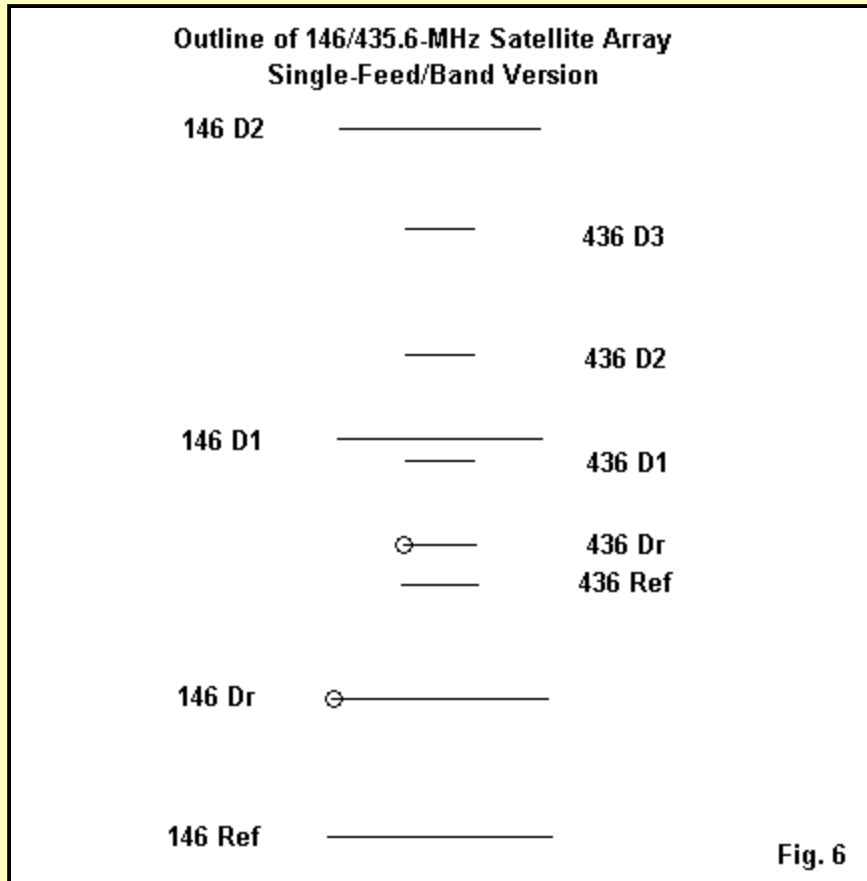 Outline of 146/435.6-MHz Satellite Array
Single-Feed/Band Version
146 D2
436 D3
436 D2
146 D1
436 D1
436 Dr
436 Ref
146 Dr
146 Ref
Fig. 6